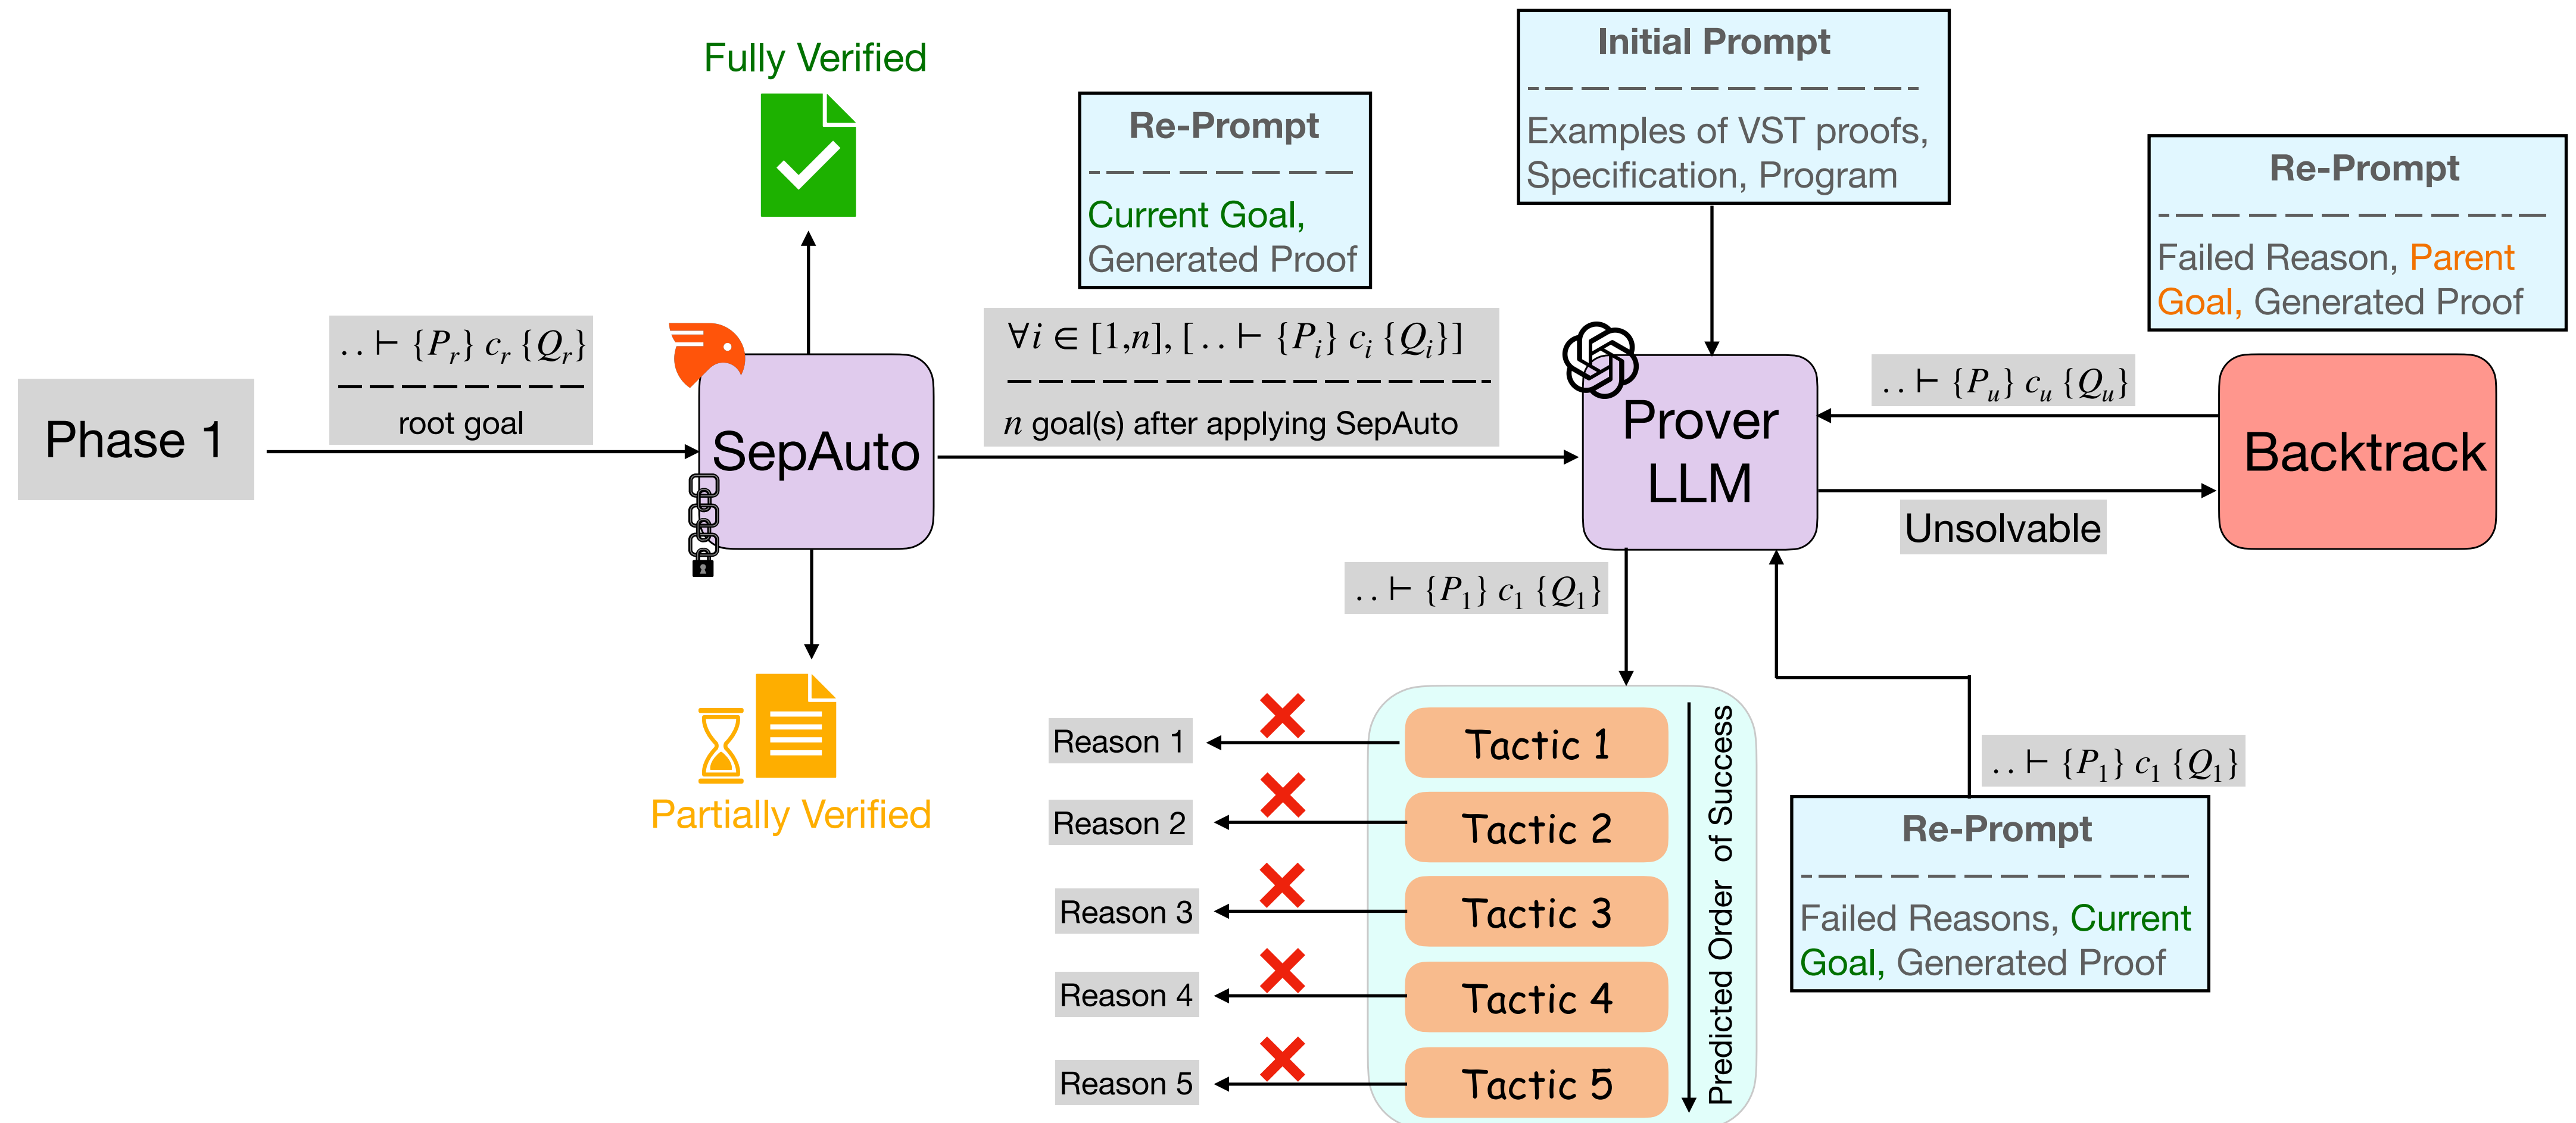 Fully Verified
Phase 1
. . ⊢ {P_r} c_r {Q_r}
root goal
SepAuto
Partially Verified
Re-Prompt
Current Goal,
Generated Proof
∀i ∈ [1,n], [ . . ⊢ {P_i} c_i {Q_i}]
n goal(s) after applying SepAuto
Initial Prompt
Examples of VST proofs,
Specification, Program
Prover
LLM
Re-Prompt
Failed Reason, Parent
Goal, Generated Proof
. . ⊢ {P_u} c_u {Q_u}
Unsolvable
Backtrack
. . ⊢ {P_1} c_1 {Q_1}
Reason 1
Tactic 1
Reason 2
Tactic 2
Reason 3
Tactic 3
Reason 4
Tactic 4
Reason 5
Tactic 5
Predicted Order of Success
. . ⊢ {P_1} c_1 {Q_1}
Re-Prompt
Failed Reasons, Current
Goal, Generated Proof